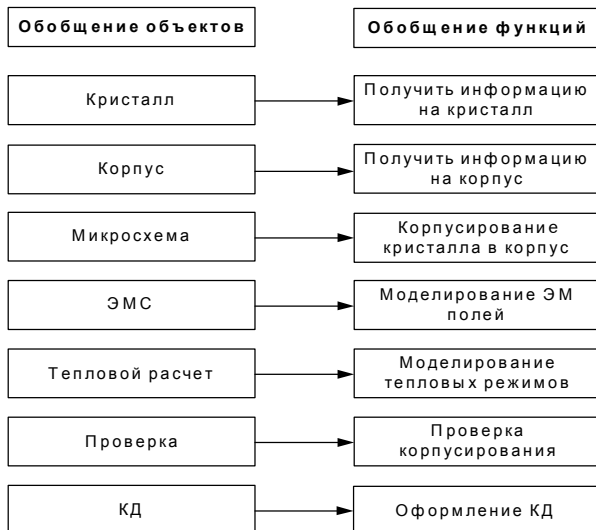 Обобщение объектов
Обобщение функций
Кристалл
Получить информацию
на кристалл
Корпус
Получить информацию
на корпус
Микросхема
Корпусирование
кристалла в корпус
ЭМС
Моделирование ЭМ
полей
Тепловой расчет
Моделирование
тепловых режимов
Проверка
Проверка
корпусирования
КД
Оформление КД